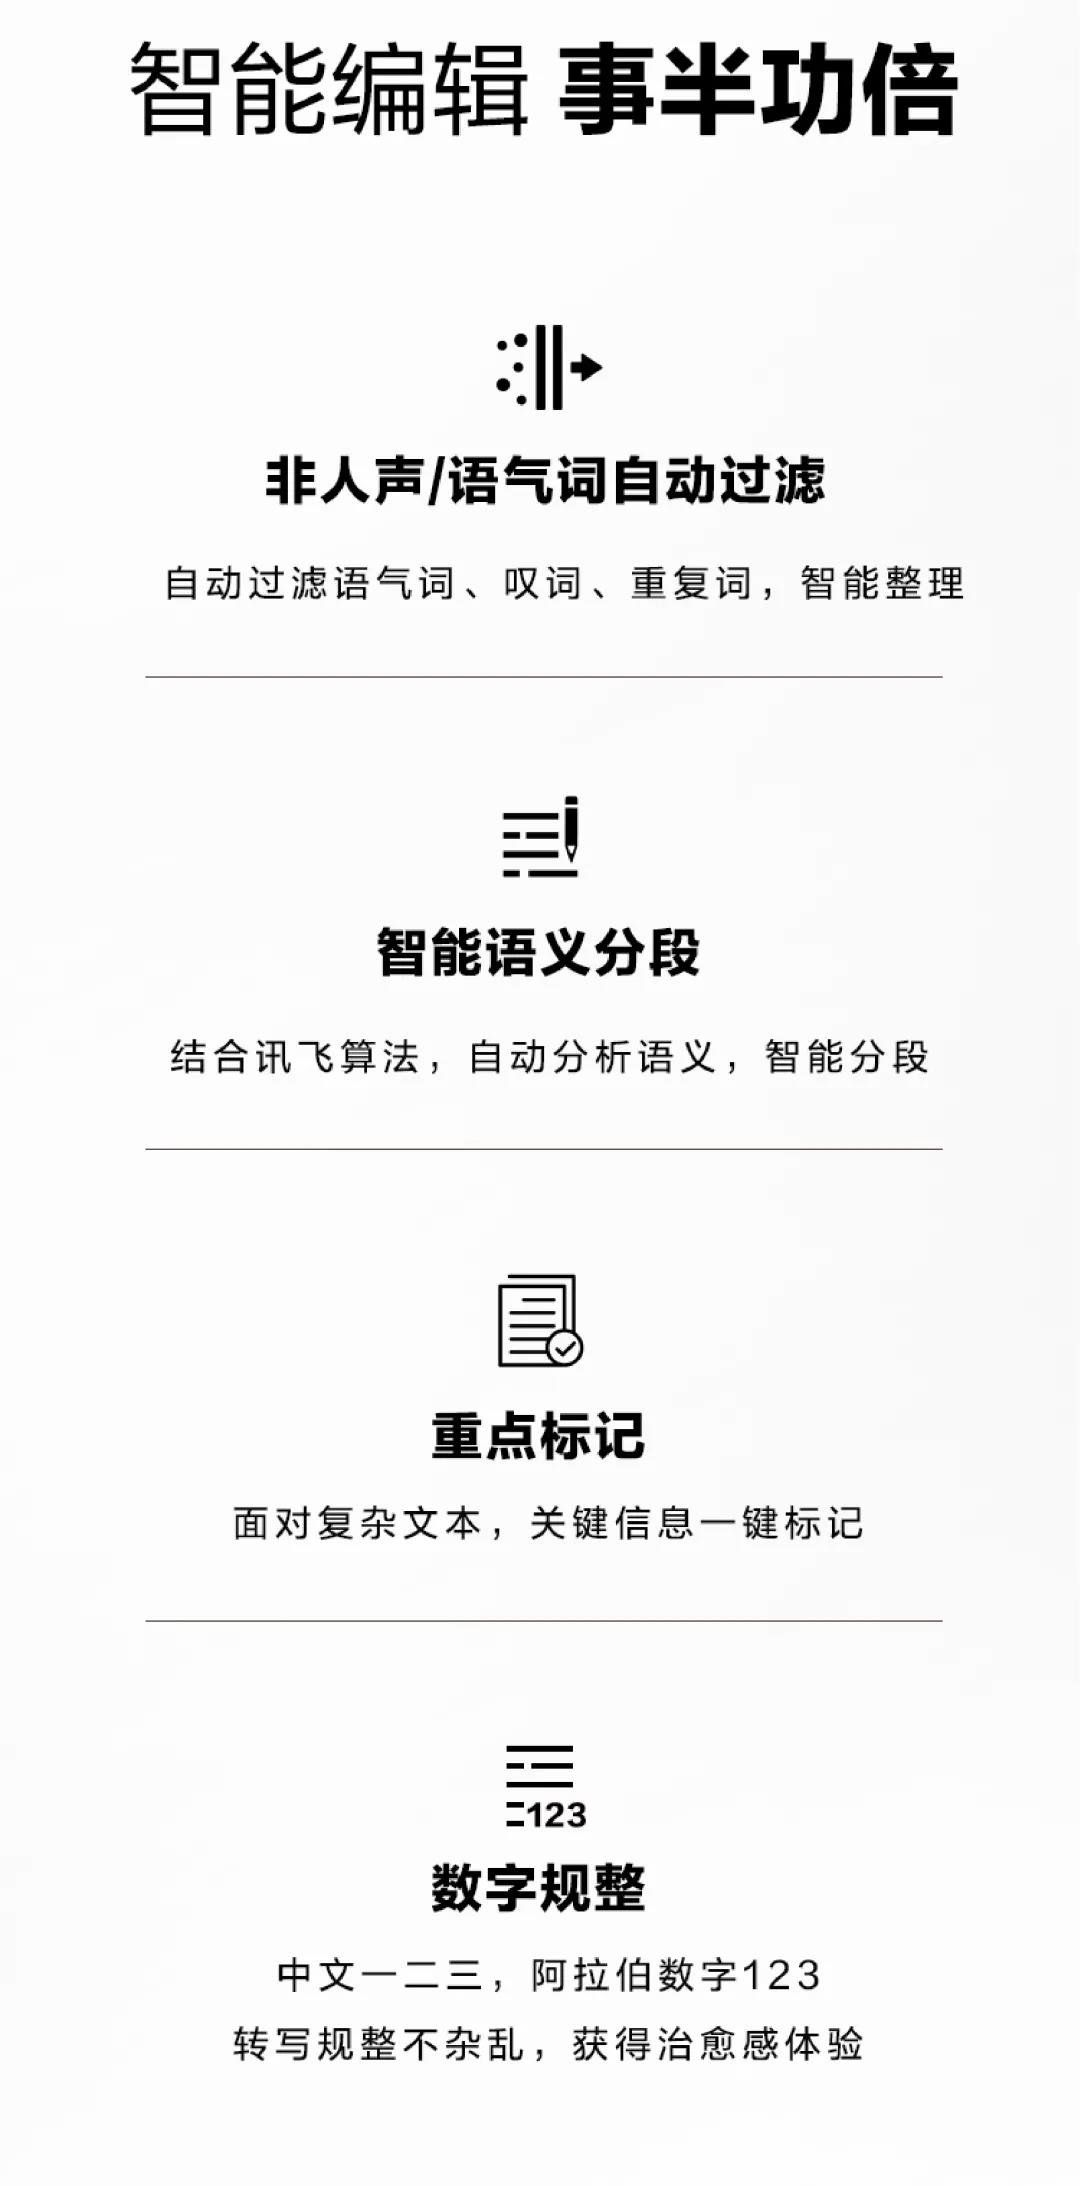 智能编辑 事半功倍
非人声/语气词自动过滤
自动过滤语气词、叹词、重复词，智能整理
智能语义分段
结合讯飞算法，自动分析语义，智能分段
重点标记
面对复杂文本，关键信息一键标记
123
数字规整
中文一二三，阿拉伯数字123
转写规整不杂乱，获得治愈感体验